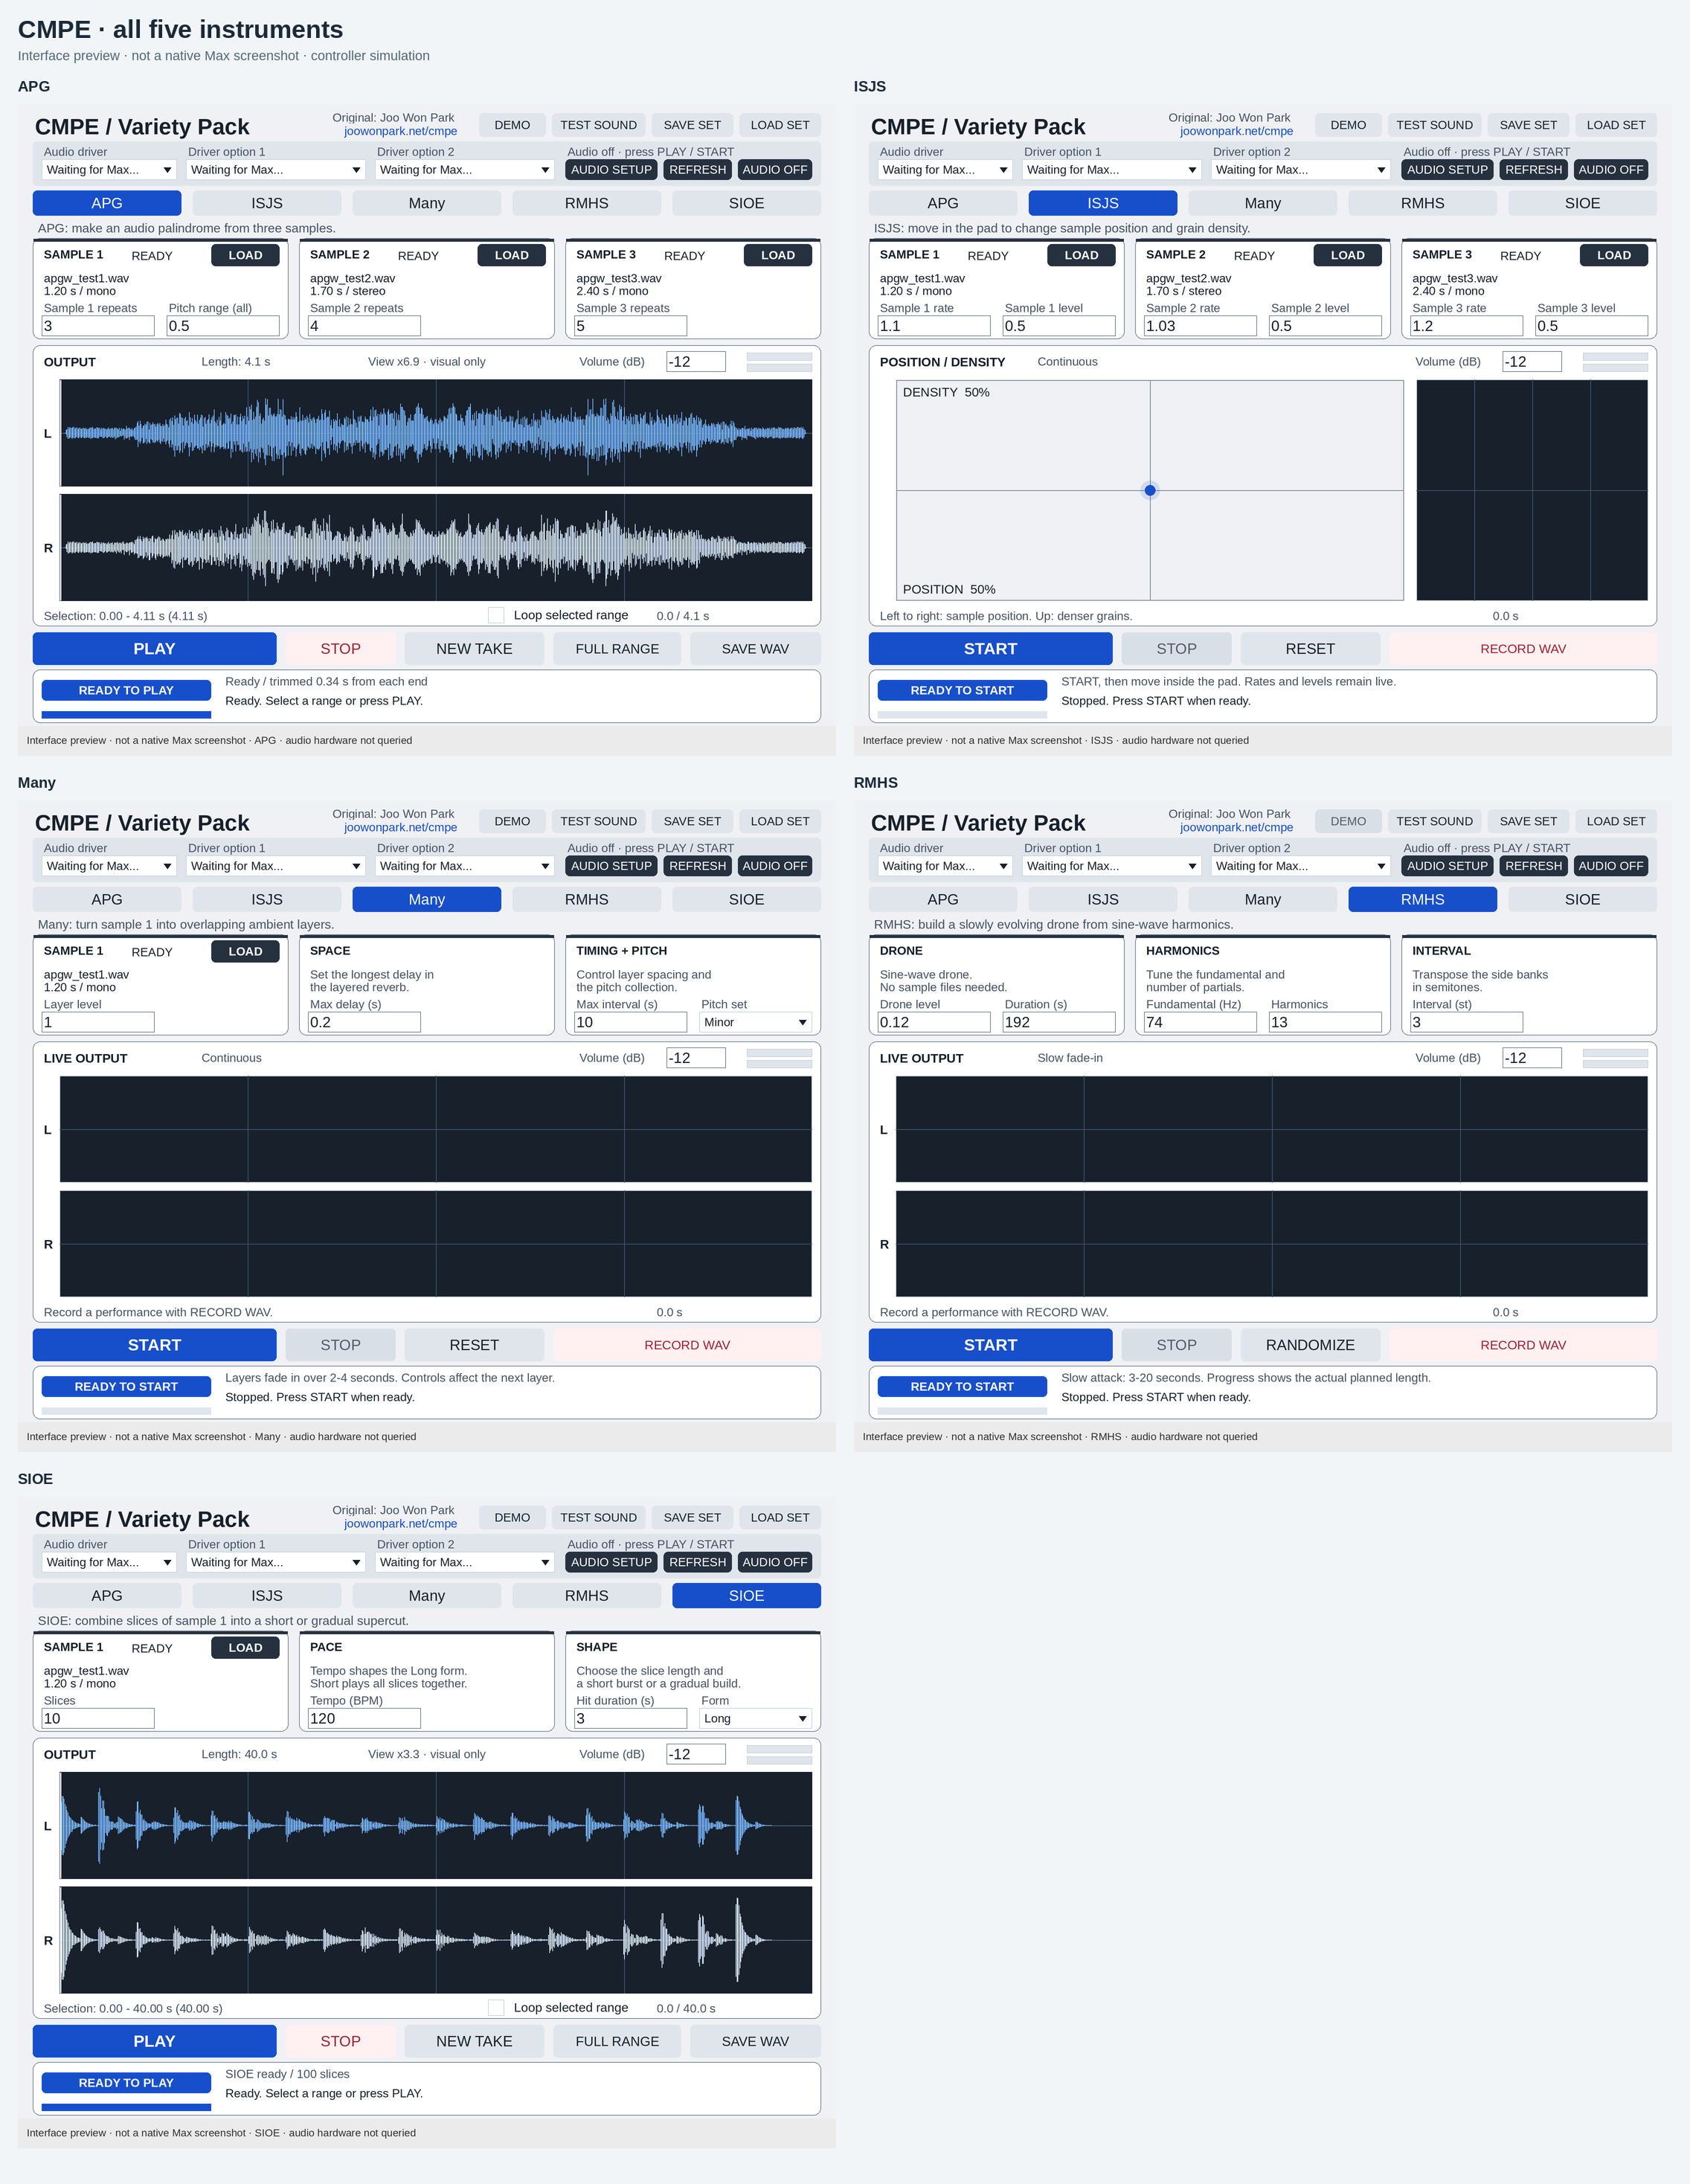 CMPE · all five instruments
Interface preview · not a native Max screenshot · controller simulation
APG
CMPE / Variety Pack
Original: Joo Won Park
joowonpark.net/cmpe
DEMO TEST SOUND SAVE SET LOAD SET
Audio driver Driver option 1 Driver option 2 Audio off · press PLAY / START
Waiting for Max... Waiting for Max... Waiting for Max... AUDIO SETUP REFRESH AUDIO OFF
APG ISJS Many RMHS SIOE
APG: make an audio palindrome from three samples.
SAMPLE 1 READY LOAD SAMPLE 2 READY LOAD SAMPLE 3 READY LOAD
apgw_test1.wav apgw_test2.wav apgw_test3.wav
1.20 s / mono 1.70 s / stereo 2.40 s / mono
Sample 1 repeats Pitch range (all) Sample 2 repeats Sample 3 repeats
3 0.5 4 5
OUTPUT Length: 4.1 s View x6.9 · visual only Volume (dB) -12
L
R
Selection: 0.00 - 4.11 s (4.11 s) Loop selected range 0.0 / 4.1 s
PLAY STOP NEW TAKE FULL RANGE SAVE WAV
READY TO PLAY Ready / trimmed 0.34 s from each end
Ready. Select a range or press PLAY.
Interface preview · not a native Max screenshot · APG · audio hardware not queried
ISJS
CMPE / Variety Pack
Original: Joo Won Park
joowonpark.net/cmpe
DEMO TEST SOUND SAVE SET LOAD SET
Audio driver Driver option 1 Driver option 2 Audio off · press PLAY / START
Waiting for Max... Waiting for Max... Waiting for Max... AUDIO SETUP REFRESH AUDIO OFF
APG ISJS Many RMHS SIOE
ISJS: move in the pad to change sample position and grain density.
SAMPLE 1 READY LOAD SAMPLE 2 READY LOAD SAMPLE 3 READY LOAD
apgw_test1.wav apgw_test2.wav apgw_test3.wav
1.20 s / mono 1.70 s / stereo 2.40 s / mono
Sample 1 rate Sample 1 level Sample 2 rate Sample 2 level Sample 3 rate Sample 3 level
1.1 0.5 1.03 0.5 1.2 0.5
POSITION / DENSITY Continuous Volume (dB) -12
DENSITY 50%
POSITION 50%
Left to right: sample position. Up: denser grains. 0.0 s
START STOP RESET RECORD WAV
READY TO START START, then move inside the pad. Rates and levels remain live.
Stopped. Press START when ready.
Interface preview · not a native Max screenshot · ISJS · audio hardware not queried
Many
CMPE / Variety Pack
Original: Joo Won Park
joowonpark.net/cmpe
DEMO TEST SOUND SAVE SET LOAD SET
Audio driver Driver option 1 Driver option 2 Audio off · press PLAY / START
Waiting for Max... Waiting for Max... Waiting for Max... AUDIO SETUP REFRESH AUDIO OFF
APG ISJS Many RMHS SIOE
Many: turn sample 1 into overlapping ambient layers.
SAMPLE 1 READY LOAD SPACE TIMING + PITCH
apgw_test1.wav Set the longest delay in Control layer spacing and
1.20 s / mono the layered reverb. the pitch collection.
Layer level Max delay (s) Max interval (s) Pitch set
1 0.2 10 Minor
LIVE OUTPUT Continuous Volume (dB) -12
L
R
Record a performance with RECORD WAV. 0.0 s
START STOP RESET RECORD WAV
READY TO START Layers fade in over 2-4 seconds. Controls affect the next layer.
Stopped. Press START when ready.
Interface preview · not a native Max screenshot · Many · audio hardware not queried
RMHS
CMPE / Variety Pack
Original: Joo Won Park
joowonpark.net/cmpe
DEMO TEST SOUND SAVE SET LOAD SET
Audio driver Driver option 1 Driver option 2 Audio off · press PLAY / START
Waiting for Max... Waiting for Max... Waiting for Max... AUDIO SETUP REFRESH AUDIO OFF
APG ISJS Many RMHS SIOE
RMHS: build a slowly evolving drone from sine-wave harmonics.
DRONE HARMONICS INTERVAL
Sine-wave drone. Tune the fundamental and Transpose the side banks
No sample files needed. number of partials. in semitones.
Drone level Duration (s) Fundamental (Hz) Harmonics Interval (st)
0.12 192 74 13 3
LIVE OUTPUT Slow fade-in Volume (dB) -12
L
R
Record a performance with RECORD WAV. 0.0 s
START STOP RANDOMIZE RECORD WAV
READY TO START Slow attack: 3-20 seconds. Progress shows the actual planned length.
Stopped. Press START when ready.
Interface preview · not a native Max screenshot · RMHS · audio hardware not queried
SIOE
CMPE / Variety Pack
Original: Joo Won Park
joowonpark.net/cmpe
DEMO TEST SOUND SAVE SET LOAD SET
Audio driver Driver option 1 Driver option 2 Audio off · press PLAY / START
Waiting for Max... Waiting for Max... Waiting for Max... AUDIO SETUP REFRESH AUDIO OFF
APG ISJS Many RMHS SIOE
SIOE: combine slices of sample 1 into a short or gradual supercut.
SAMPLE 1 READY LOAD PACE SHAPE
apgw_test1.wav Tempo shapes the Long form. Choose the slice length and
1.20 s / mono Short plays all slices together. a short burst or a gradual build.
Slices Tempo (BPM) Hit duration (s) Form
10 120 3 Long
OUTPUT Length: 40.0 s View x3.3 · visual only Volume (dB) -12
L
R
Selection: 0.00 - 40.00 s (40.00 s) Loop selected range 0.0 / 40.0 s
PLAY STOP NEW TAKE FULL RANGE SAVE WAV
READY TO PLAY SIOE ready / 100 slices
Ready. Select a range or press PLAY.
Interface preview · not a native Max screenshot · SIOE · audio hardware not queried